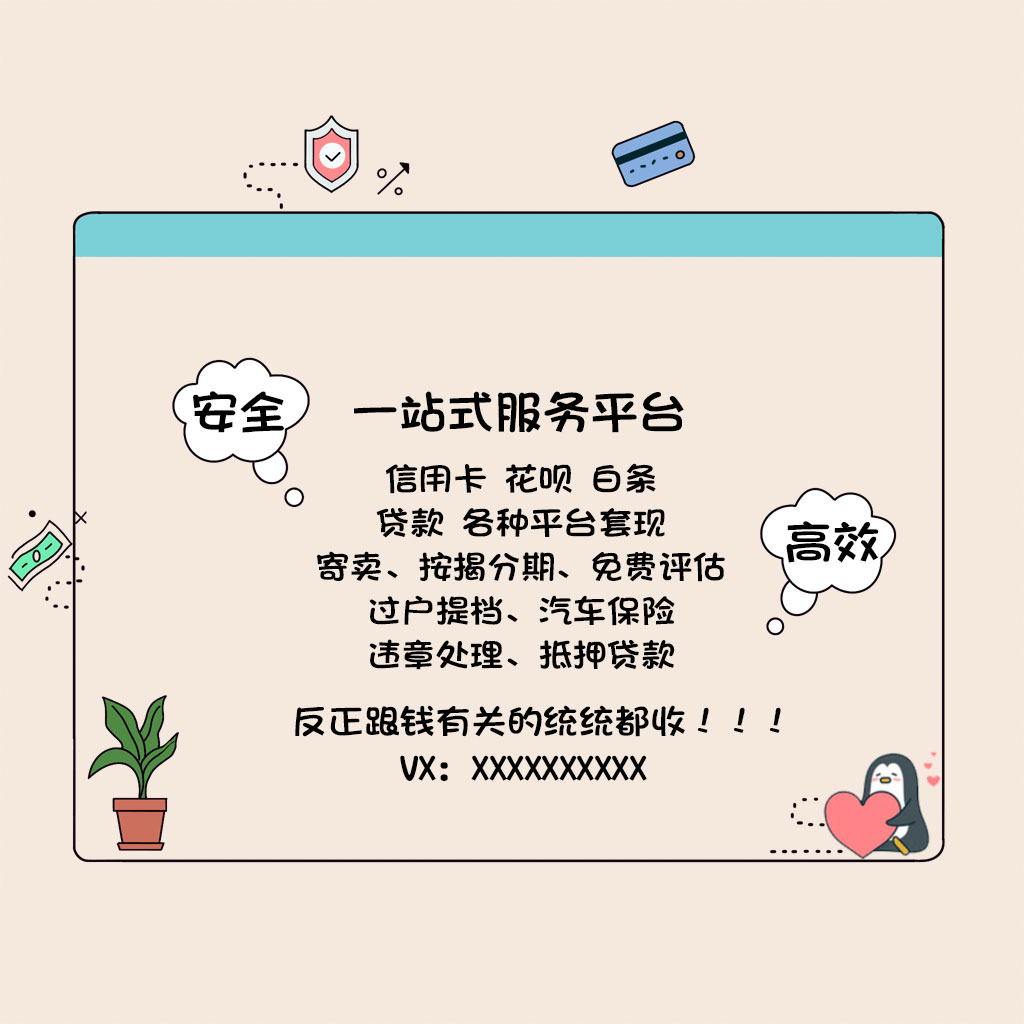 安全
一站式服务平台
信用卡 花呗 白条
贷款 各种平台套现
高效
寄卖、按揭分期、免费评估
过户提档、汽车保险
违章处理、抵押贷款
反正跟钱有关的统统都收！！！
VX：XXXXXXXXXX